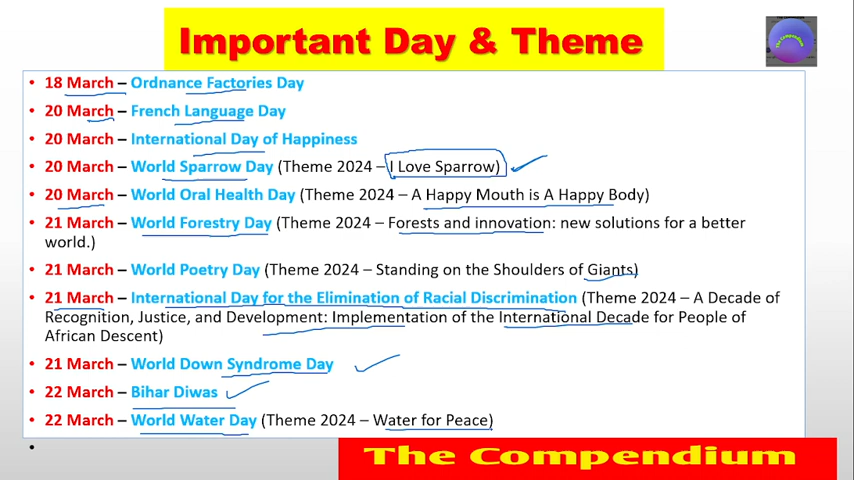 Important Day & Theme
The Compendium
• 18 March – Ordnance Factories Day
• 20 March – French Language Day
• 20 March – International Day of Happiness
• 20 March – World Sparrow Day (Theme 2024 – I Love Sparrow)
• 20 March – World Oral Health Day (Theme 2024 – A Happy Mouth is A Happy Body)
• 21 March – World Forestry Day (Theme 2024 – Forests and innovation: new solutions for a better
world.)
• 21 March – World Poetry Day (Theme 2024 – Standing on the Shoulders of Giants)
• 21 March – International Day for the Elimination of Racial Discrimination (Theme 2024 – A Decade of
Recognition, Justice, and Development: Implementation of the International Decade for People of
African Descent)
• 21 March – World Down Syndrome Day
• 22 March – Bihar Diwas
• 22 March – World Water Day (Theme 2024 – Water for Peace)
•
The Compendium